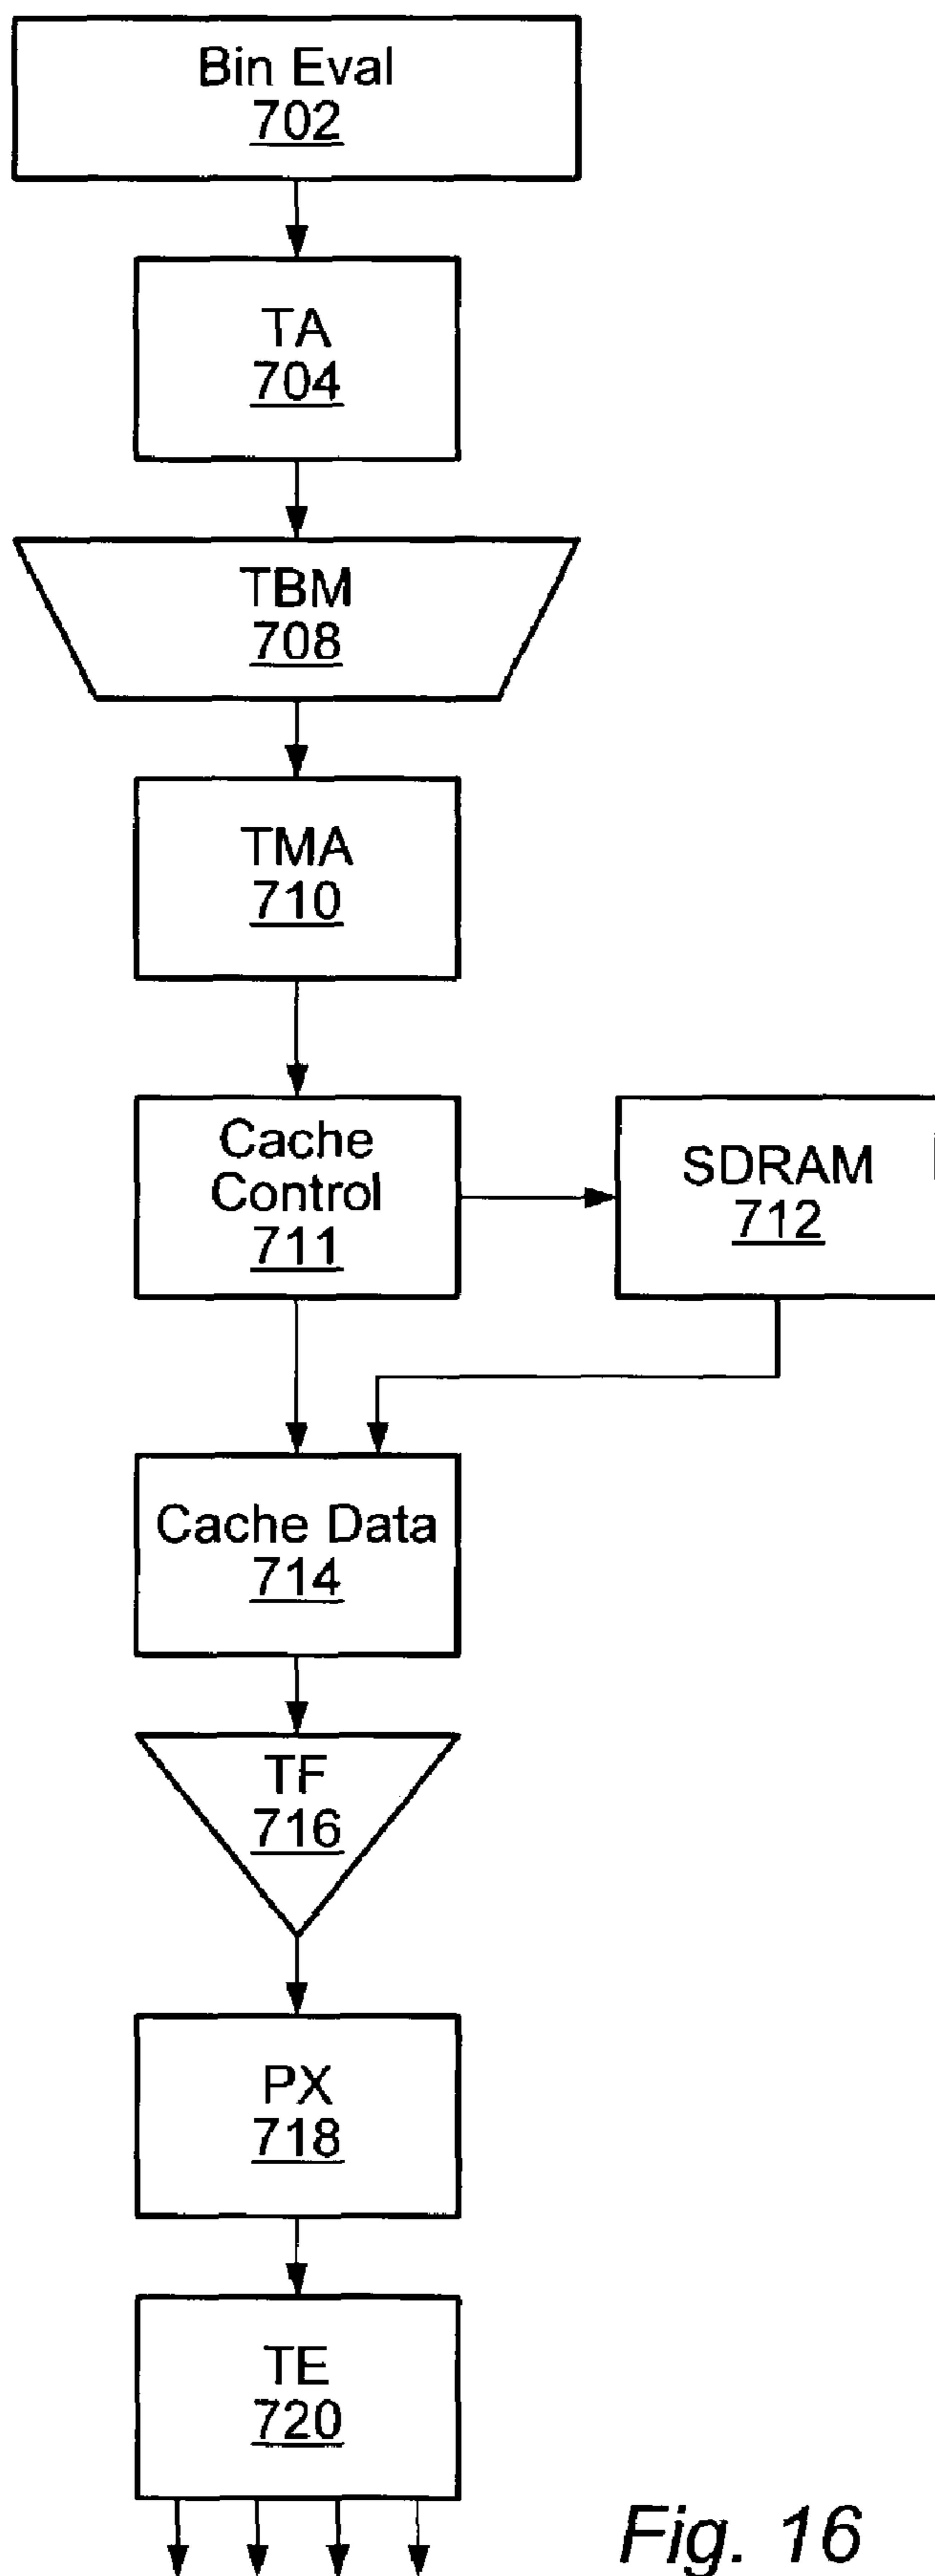 Bin Eval
702
TA
704
TBM
708
TMA
710
Cache
Control
711
SDRAM
712
Cache Data
714
TF
716
PX
718
TE
720
Fig. 16